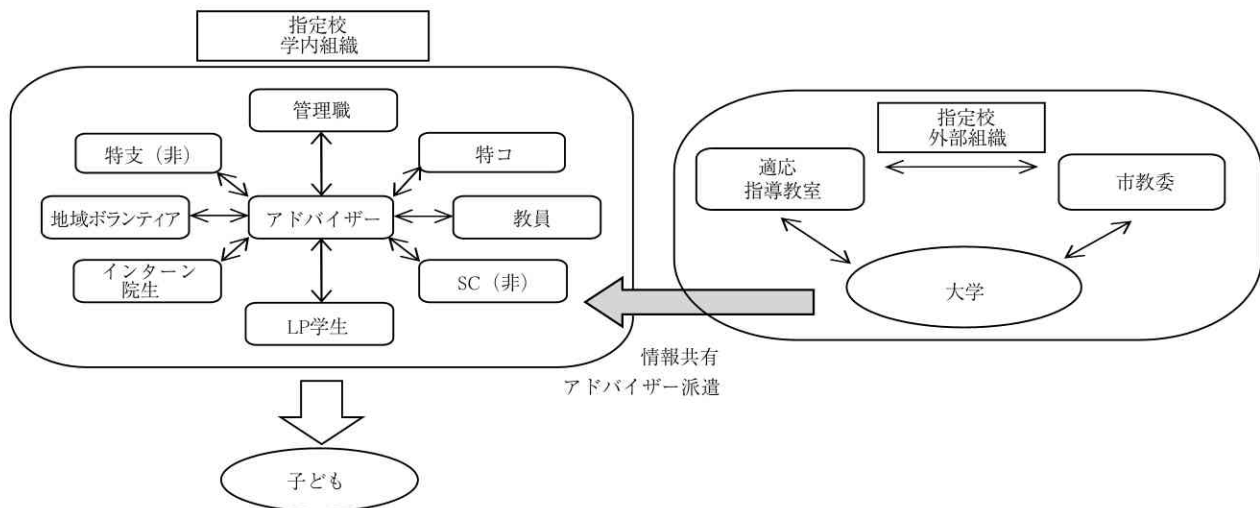 指定校
学内組織
管理職
特支（非）
特コ
地域ボランティア
アドバイザー
教員
インターン
院生
SC（非）
LP学生
子ども
指定校
外部組織
適応
指導教室
市教委
大学
情報共有
アドバイザー派遣